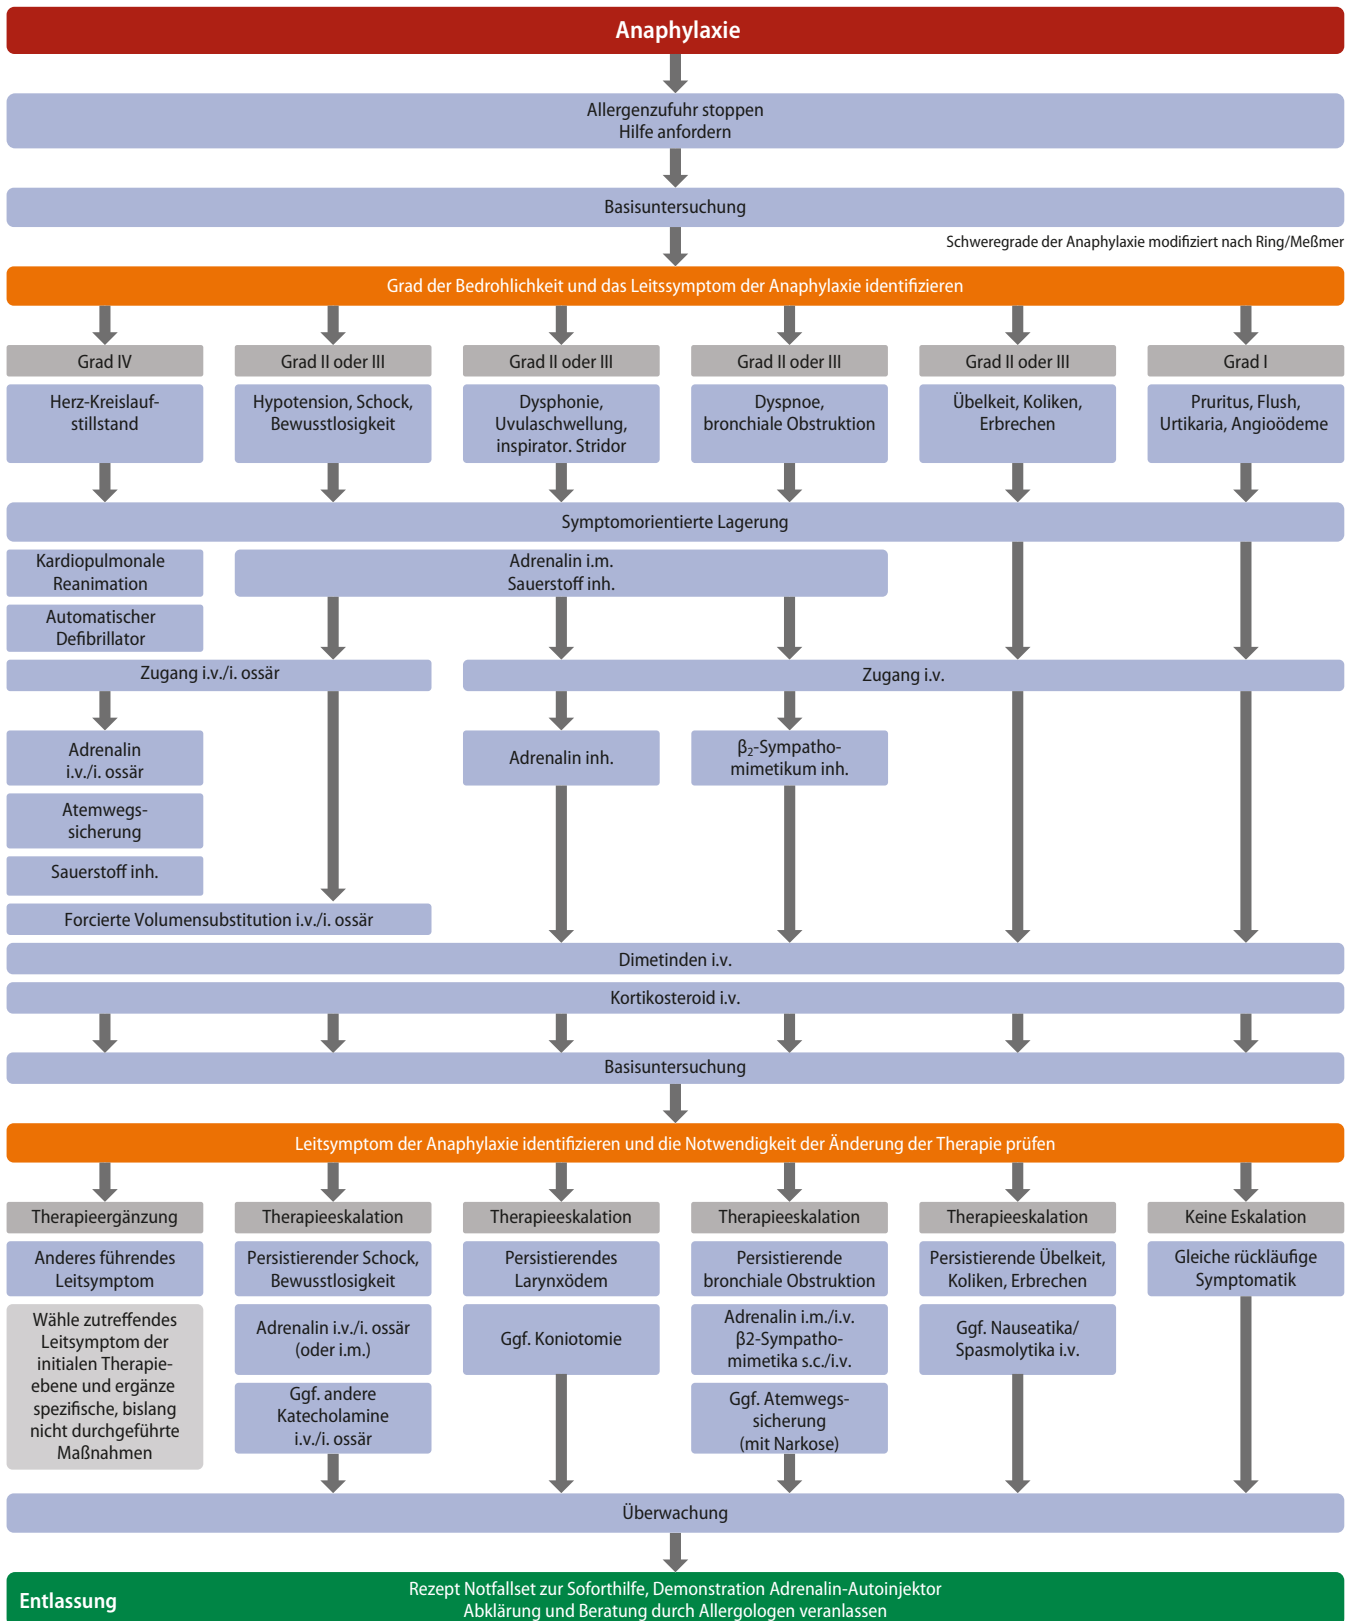 Anaphylaxie
Allergenzufuhr stoppen
Hilfe anfordern
Basisuntersuchung
Schweregrade der Anaphylaxie modifiziert nach Ring/Meßmer
Grad der Bedrohlichkeit und das Leitssymptom der Anaphylaxie identifizieren
Grad IV
Herz-Kreislauf-
stillstand
Grad II oder III
Hypotension, Schock,
Bewusstlosigkeit
Grad II oder III
Dysphonie,
Uvulaschwellung,
inspirator. Stridor
Grad II oder III
Dyspnoe,
bronchiale Obstruktion
Grad II oder III
Übelkeit, Koliken,
Erbrechen
Grad I
Pruritus, Flush,
Urtikaria, Angioödeme
Symptomorientierte Lagerung
Kardiopulmonale
Reanimation
Automatischer
Defibrillator
Adrenalin i.m.
Sauerstoff inh.
Zugang i.v./i. ossär
Zugang i.v.
Adrenalin
i.v./i. ossär
Atemwegs-
sicherung
Sauerstoff inh.
Adrenalin inh.
β₂-Sympatho-
mimetikum inh.
Forcierte Volumensubstitution i.v./i. ossär
Dimetinden i.v.
Kortikosteroid i.v.
Basisuntersuchung
Leitsymptom der Anaphylaxie identifizieren und die Notwendigkeit der Änderung der Therapie prüfen
Therapieergänzung
Anderes führendes
Leitsymptom
Wähle zutreffendes
Leitsymptom der
initialen Therapie-
ebene und ergänze
spezifische, bislang
nicht durchgeführte
Maßnahmen
Therapieeskalation
Persistierender Schock,
Bewusstlosigkeit
Adrenalin i.v./i. ossär
(oder i.m.)
Ggf. andere
Katecholamine
i.v./i. ossär
Therapieeskalation
Persistierendes
Larynxödem
Ggf. Koniotomie
Therapieeskalation
Persistierende
bronchiale Obstruktion
Adrenalin i.m./i.v.
β2-Sympatho-
mimetika s.c./i.v.
Ggf. Atemwegs-
sicherung
(mit Narkose)
Therapieeskalation
Persistierende Übelkeit,
Koliken, Erbrechen
Ggf. Nauseatika/
Spasmolytika i.v.
Keine Eskalation
Gleiche rückläufige
Symptomatik
Überwachung
Entlassung
Rezept Notfallset zur Soforthilfe, Demonstration Adrenalin-Autoinjektor
Abklärung und Beratung durch Allergologen veranlassen